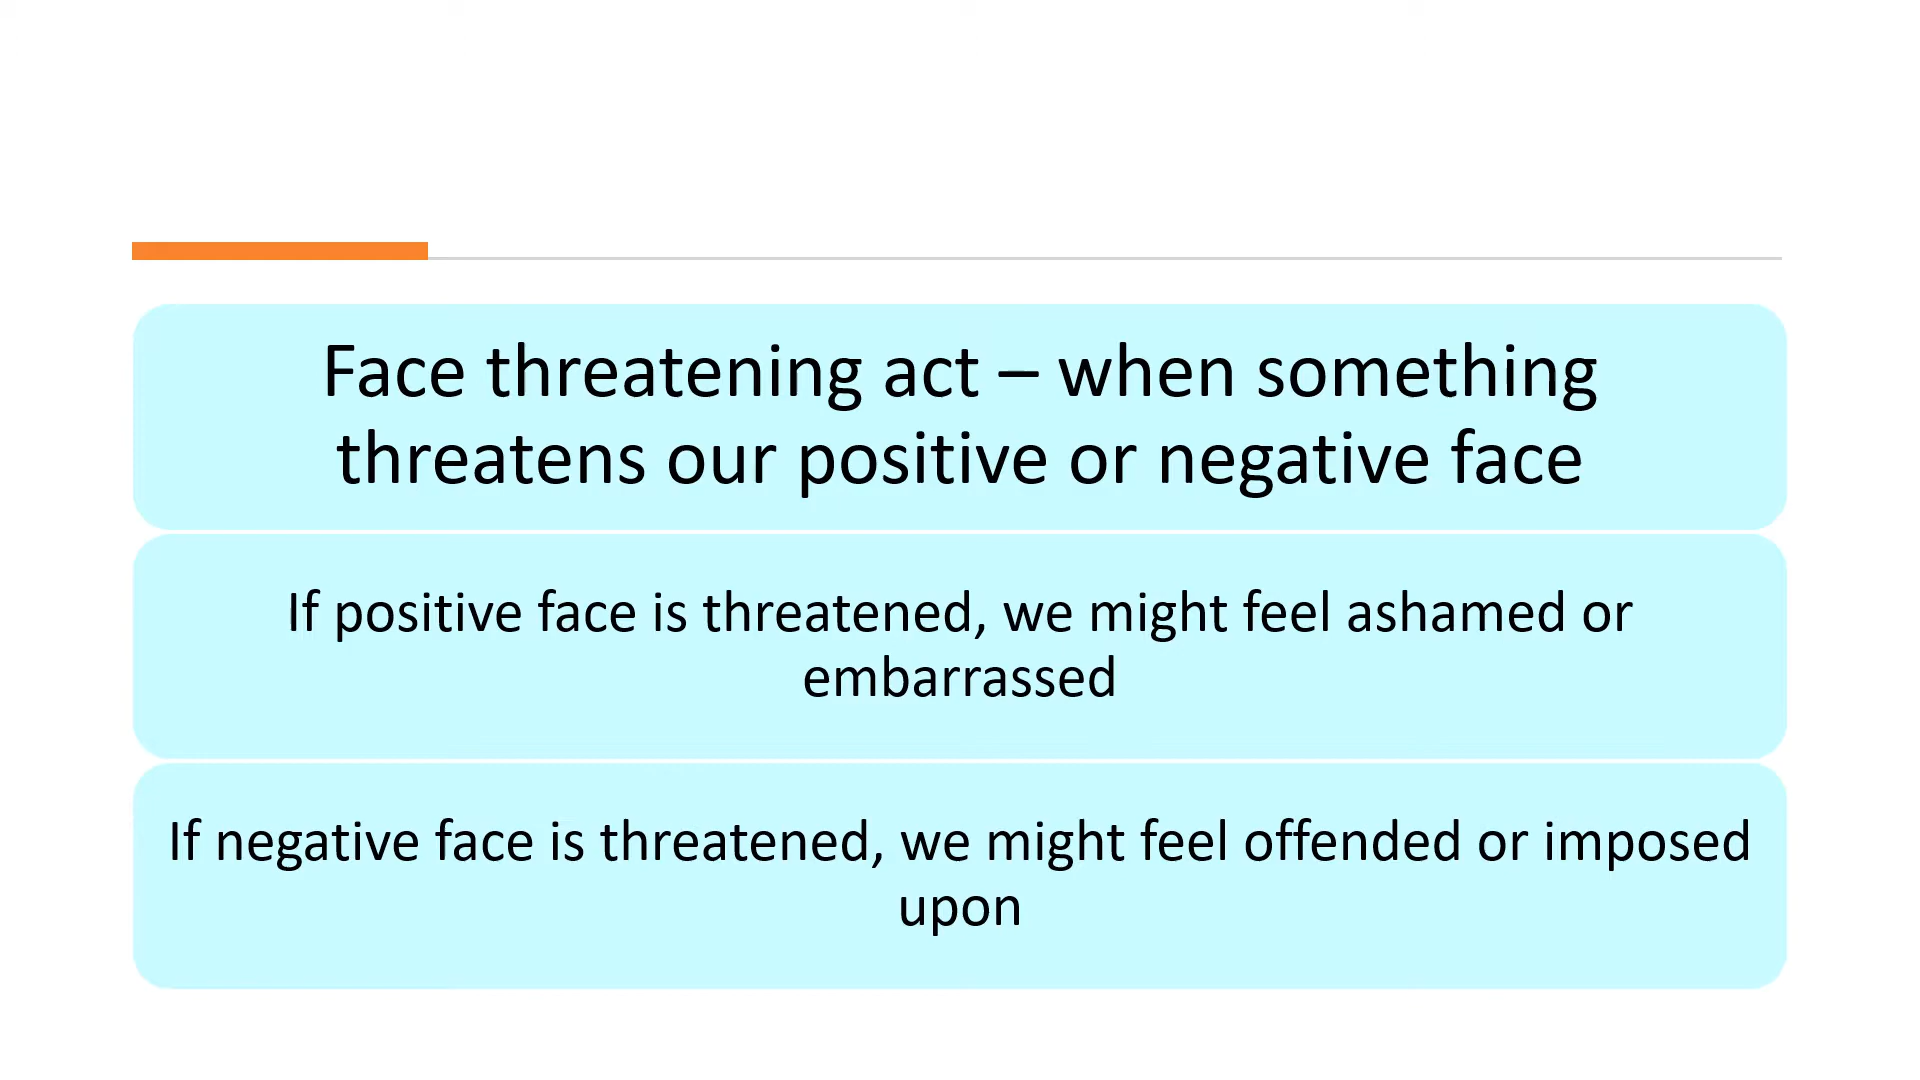 Face threatening act – when something
threatens our positive or negative face
If positive face is threatened, we might feel ashamed or
embarrassed
If negative face is threatened, we might feel offended or imposed
upon